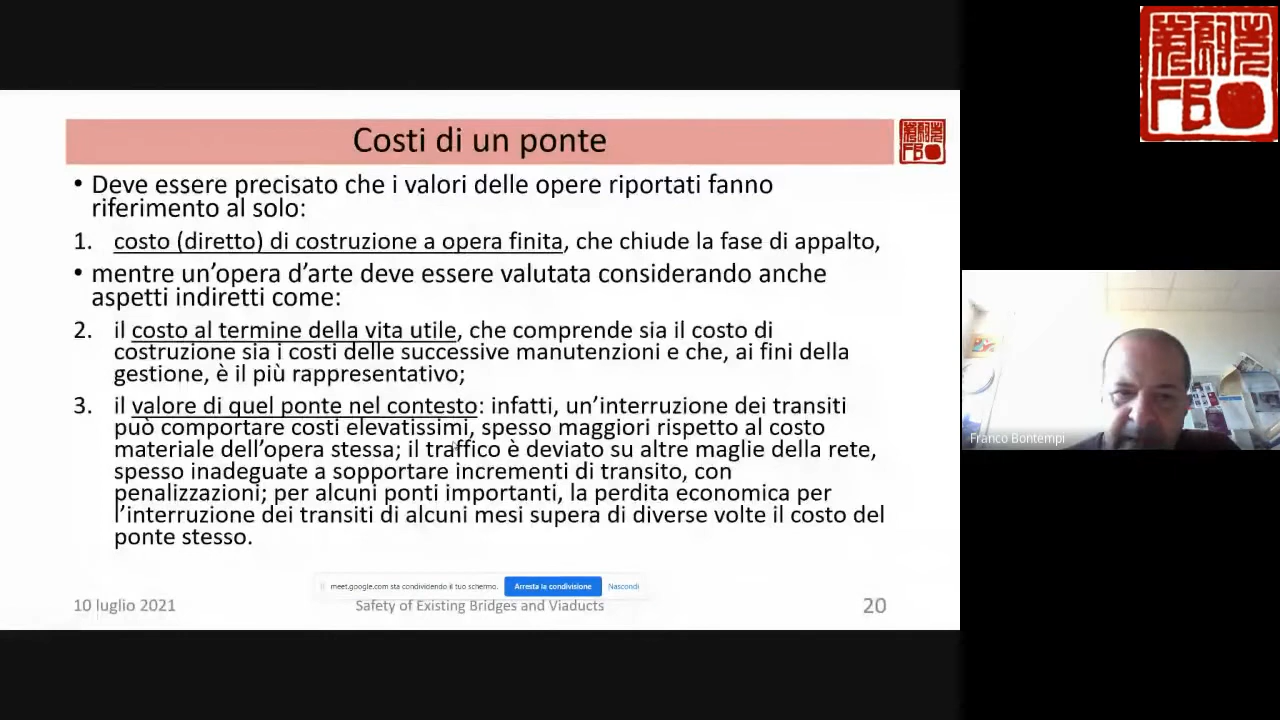 Costi di un ponte
• Deve essere precisato che i valori delle opere riportati fanno
riferimento al solo:
1. costo (diretto) di costruzione a opera finita, che chiude la fase di appalto,
• mentre un’opera d’arte deve essere valutata considerando anche
aspetti indiretti come:
2. il costo al termine della vita utile, che comprende sia il costo di
costruzione sia i costi delle successive manutenzioni e che, ai fini della
gestione, è il più rappresentativo;
3. il valore di quel ponte nel contesto: infatti, un’interruzione dei transiti
può comportare costi elevatissimi, spesso maggiori rispetto al costo
materiale dell’opera stessa; il traffico è deviato su altre maglie della rete,
spesso inadeguate a sopportare incrementi di transito, con
penalizzazioni; per alcuni ponti importanti, la perdita economica per
l’interruzione dei transiti di alcuni mesi supera di diverse volte il costo del
ponte stesso.
meet.google.com sta condividendo il tuo schermo. Arresta la condivisione Nascondi
10 luglio 2021 Safety of Existing Bridges and Viaducts 20
Franco Bontempi
FB